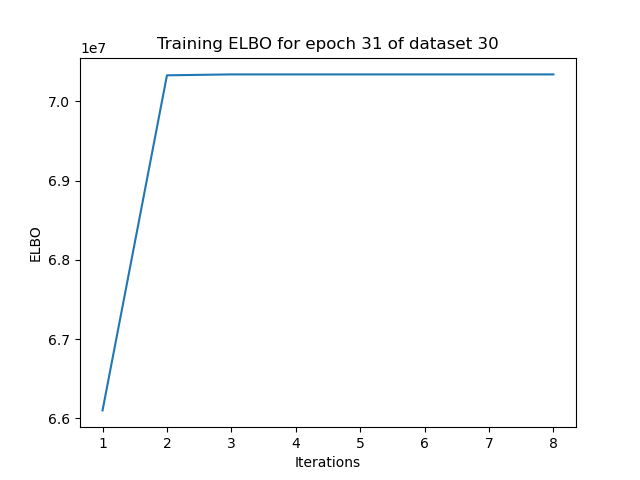 Training ELBO for epoch 31 of dataset 30
1e7
7.0
6.9
6.8
6.7
6.6
ELBO
1 2 3 4 5 6 7 8
Iterations